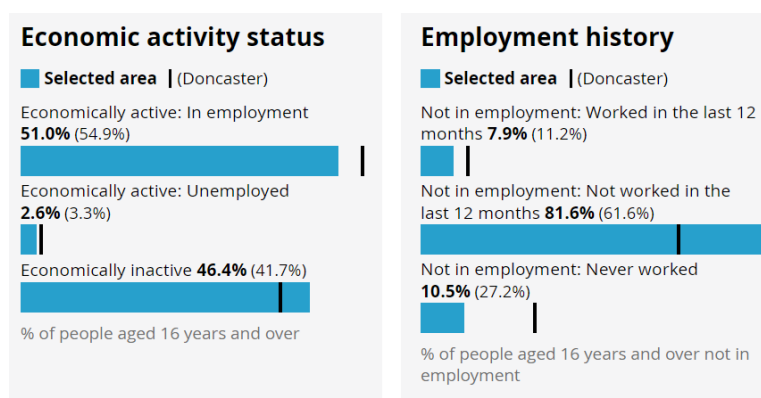 Economic activity status
Selected area | (Doncaster)
Economically active: In employment
51.0% (54.9%)
Economically active: Unemployed
2.6% (3.3%)
Economically inactive 46.4% (41.7%)
% of people aged 16 years and over
Employment history
Selected area | (Doncaster)
Not in employment: Worked in the last 12
months 7.9% (11.2%)
Not in employment: Not worked in the
last 12 months 81.6% (61.6%)
Not in employment: Never worked
10.5% (27.2%)
% of people aged 16 years and over not in
employment